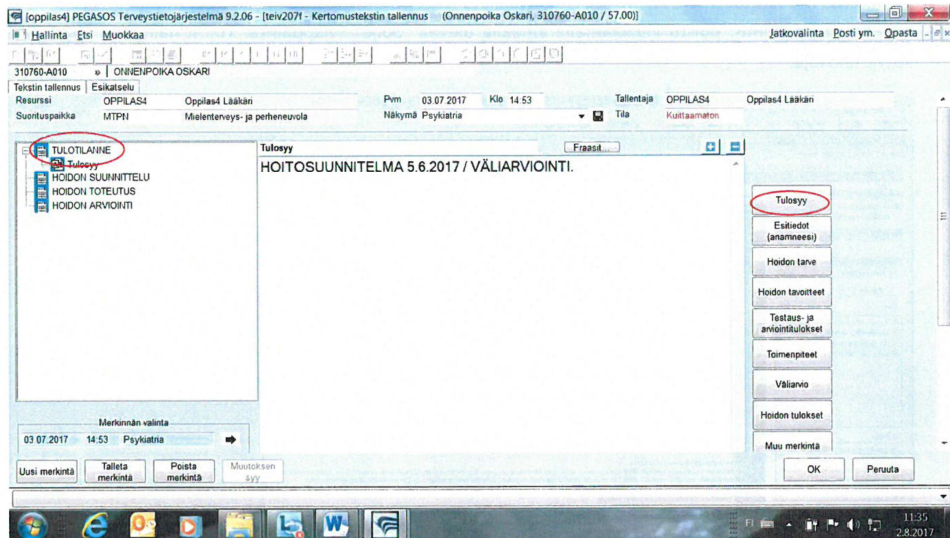 [oppilas4] PEGASOS Terveystietojärjestelmä 9.2.06 - [teiv207f - Kertomustekstin tallennus (Onnenpoika Oskari, 310760-A010 / 57.00)]
Hallinta Etsi Muokkaa Jatkovalinta Posti ym. Opasta
310760-A010 ONNENPOIKA OSKARI
Tekstin tallennus Esikatselu
Resurssi OPPILAS4 Oppilas4 Lääkäri Pvm 03.07.2017 Klo 14:53 Tallentaja OPPILAS4 Oppilas4 Lääkäri
Suorituspaikka MTPN Mielenterveys- ja perheneuvola Näkymä Psykiatria Tila Kuittaamaton
TULOTILANNE
Tulosyy
HOIDON SUUNNITTELU
HOIDON TOTEUTUS
HOIDON ARVIOINTI
Tulosyy Fraasit...
HOITOSUUNNITELMA 5.6.2017 / VÄLIARVIOINTI.
Tulosyy
Esitiedot
(anamneesi)
Hoidon tarve
Hoidon tavoitteet
Testaus- ja
arviointitulokset
Toimenpiteet
Väliarvio
Hoidon tulokset
Muu merkintä
Merkinnän valinta
03.07.2017 14:53 Psykiatria
Uusi merkintä
Talleta
merkintä
Poista
merkintä
Muutoksen
syy
OK Peruuta
FI 11:35
2.8.2017